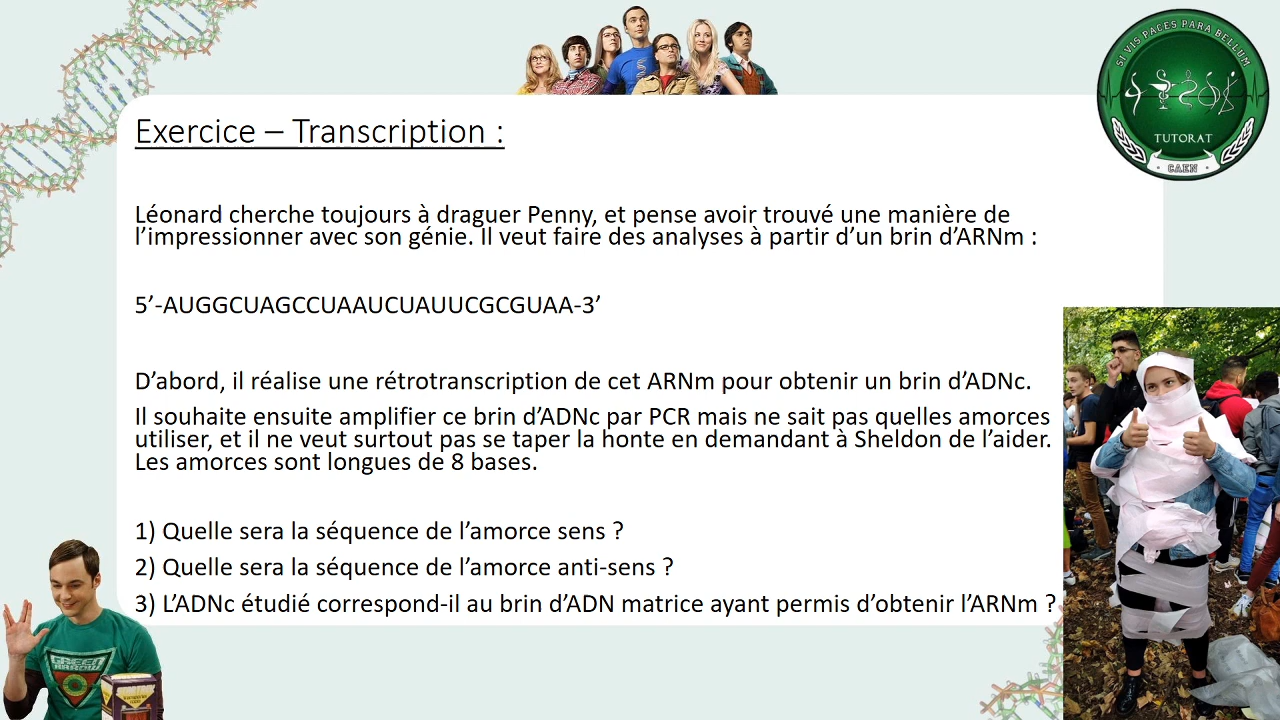 SI VIS PACES PARA BELLUM
TUTORAT
CAEN
Exercice – Transcription :
Léonard cherche toujours à draguer Penny, et pense avoir trouvé une manière de
l’impressionner avec son génie. Il veut faire des analyses à partir d’un brin d’ARNm :
5’-AUGGCUAGCCUAAUCUAUUCGCGUAA-3’
D’abord, il réalise une rétrotranscription de cet ARNm pour obtenir un brin d’ADNc.
Il souhaite ensuite amplifier ce brin d’ADNc par PCR mais ne sait pas quelles amorces
utiliser, et il ne veut surtout pas se taper la honte en demandant à Sheldon de l’aider.
Les amorces sont longues de 8 bases.
1) Quelle sera la séquence de l’amorce sens ?
2) Quelle sera la séquence de l’amorce anti-sens ?
3) L’ADNc étudié correspond-il au brin d’ADN matrice ayant permis d’obtenir l’ARNm ?
GREEN